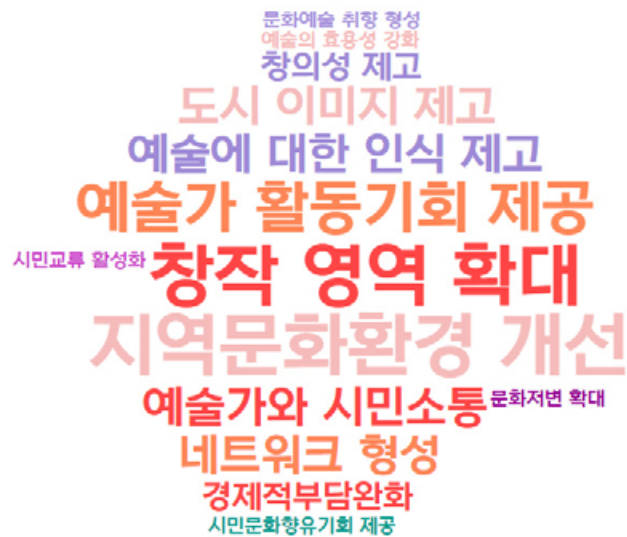 문화예술 취향 형성
예술의 효용성 강화
창의성 제고
도시 이미지 제고
예술에 대한 인식 제고
예술가 활동기회 제공
시민교류 활성화
창작 영역 확대
지역문화환경 개선
예술가와 시민소통
문화저변 확대
네트워크 형성
경제적부담완화
시민문화향유기회 제공